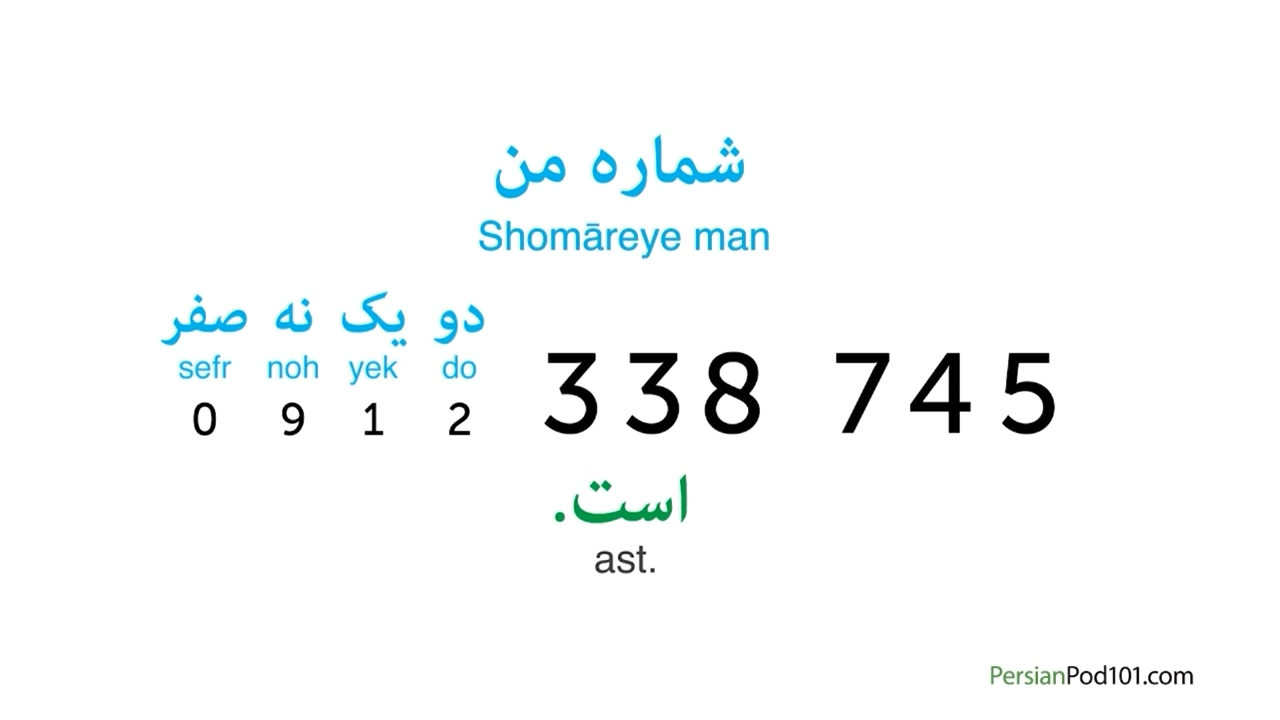 شماره من
Shomāreye man
دو یک نه صفر
sefr noh yek do
0 9 1 2 338 745
است.
ast.
PersianPod101.com